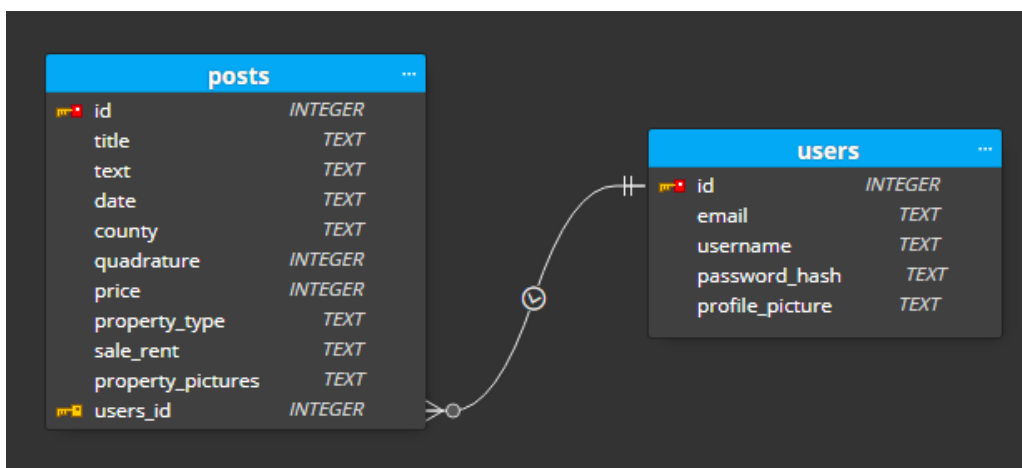 posts ...
id INTEGER
title TEXT
text TEXT
date TEXT
county TEXT
quadrature INTEGER
price INTEGER
property_type TEXT
sale_rent TEXT
property_pictures TEXT
users_id INTEGER
users ...
id INTEGER
email TEXT
username TEXT
password_hash TEXT
profile_picture TEXT